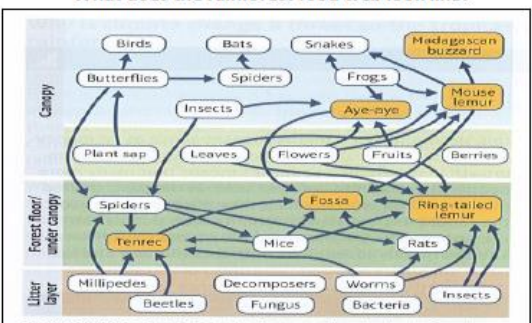 Birds
Bats
Snakes
Madagascan
buzzard
Butterflies
Spiders
Frogs
Mouse
lemur
Insects
Aye-aye
Canopy
Plant sap
Leaves
Flowers
Fruits
Berries
Forest floor/
under canopy
Spiders
Fossa
Ring-tailed
lemur
Tenrec
Mice
Rats
Litter
layer
Millipedes
Decomposers
Worms
Insects
Beetles
Fungus
Bacteria